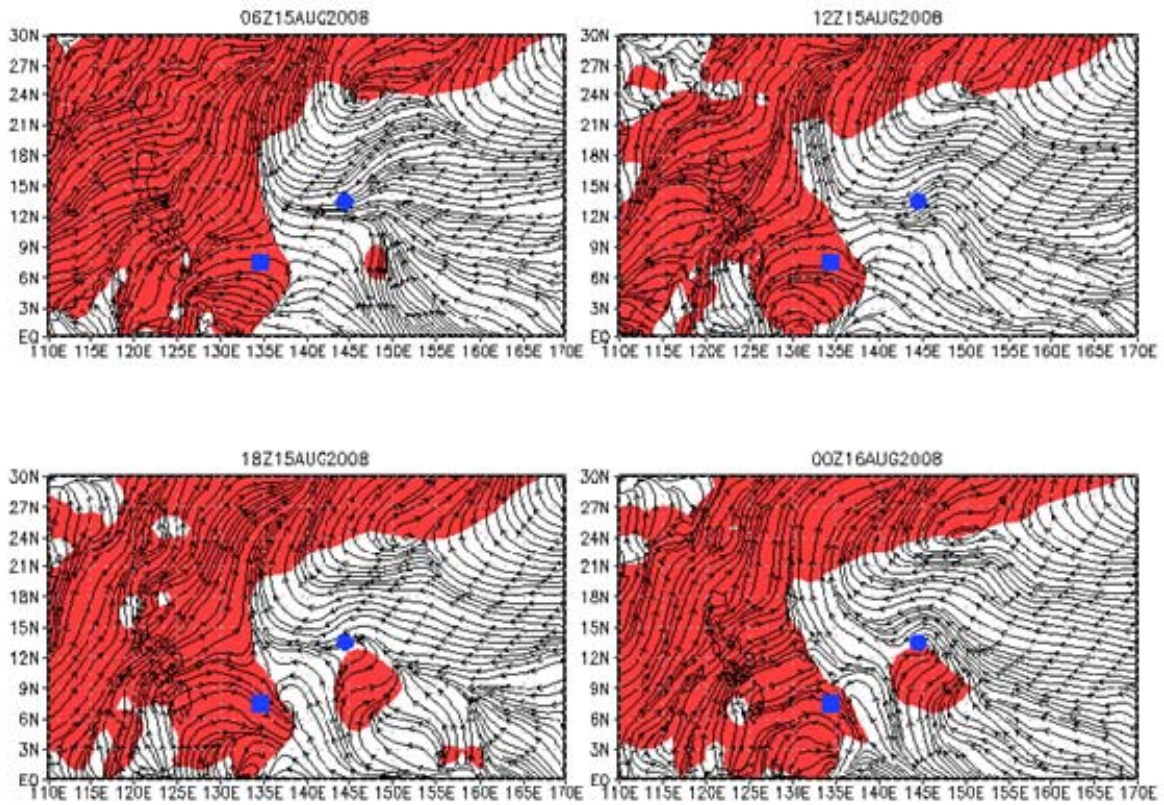 06Z15AUG2008
12Z15AUG2008
30N 30N
27N 27N
24N 24N
21N 21N
18N 18N
15N 15N
12N 12N
9N 9N
6N 6N
3N 3N
EQ EQ
110E 115E 120E 125E 130E 135E 140E 145E 150E 155E 160E 165E 170E
110E 115E 120E 125E 130E 135E 140E 145E 150E 155E 160E 165E 170E
18Z15AUG2008
00Z16AUG2008
30N 30N
27N 27N
24N 24N
21N 21N
18N 18N
15N 15N
12N 12N
9N 9N
6N 6N
3N 3N
EQ EQ
110E 115E 120E 125E 130E 135E 140E 145E 150E 155E 160E 165E 170E
110E 115E 120E 125E 130E 135E 140E 145E 150E 155E 160E 165E 170E